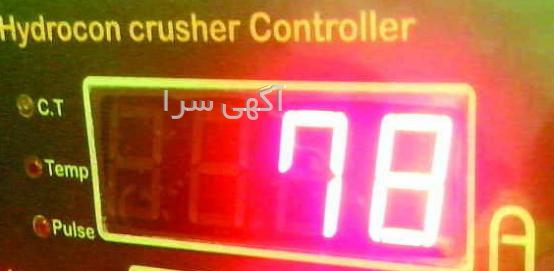 Hydrocon crusher Controller
آگهی سرا
C.T
78
Temp
Pulse
A